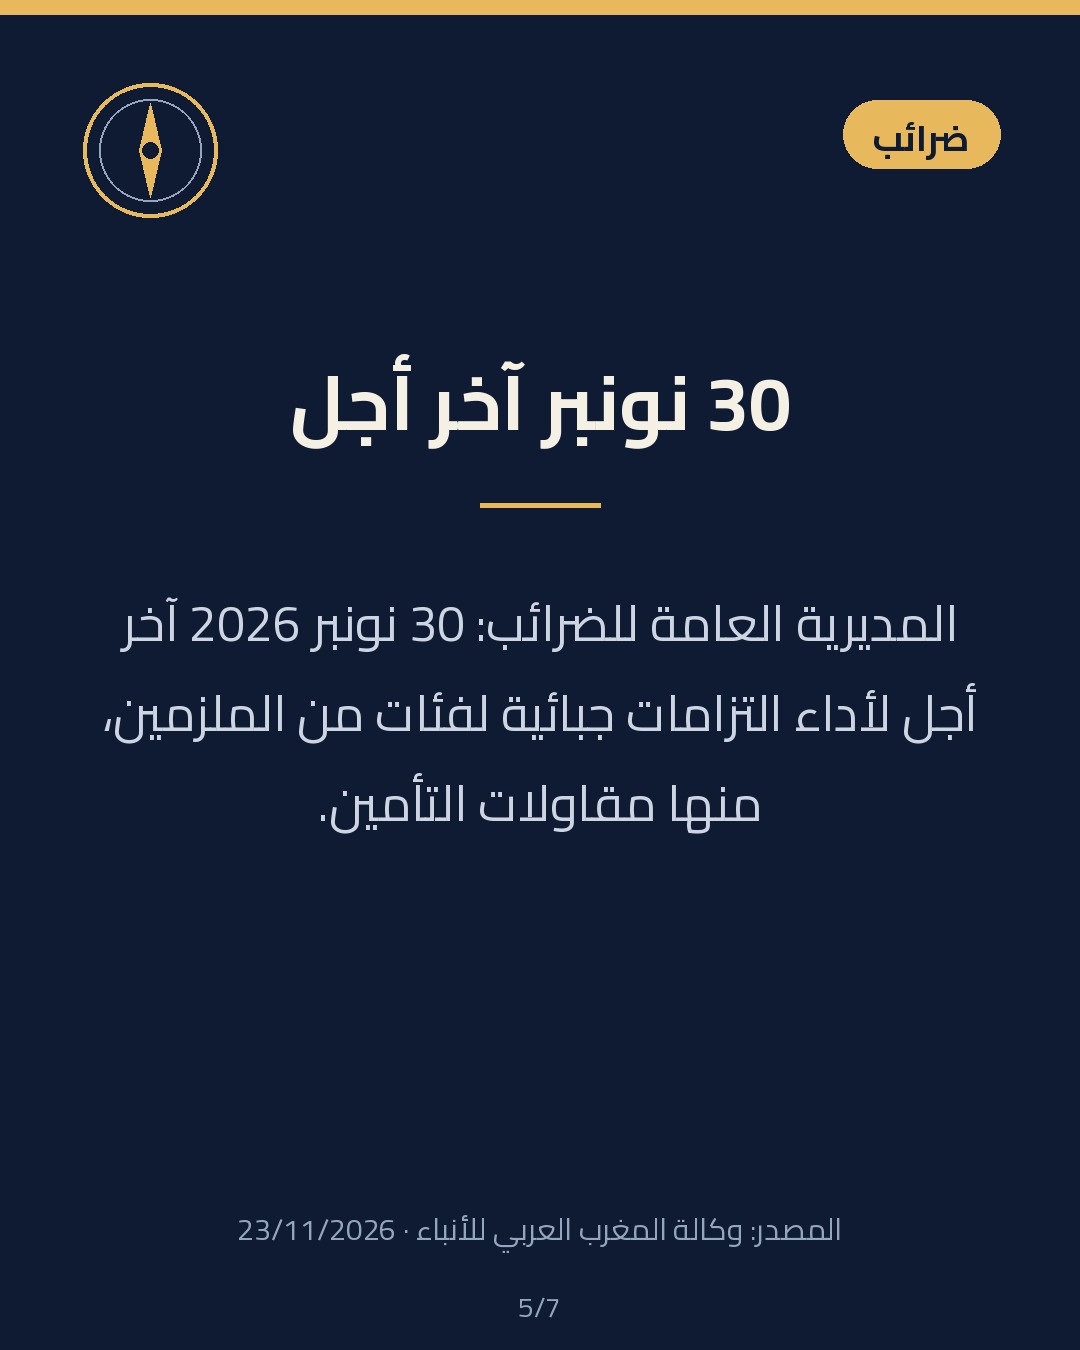 ضرائب
30 نونبر آخر أجل
المديرية العامة للضرائب: 30 نونبر 2026 آخر
أجل لأداء التزامات جبائية لفئات من الملزمين،
منها مقاولات التأمين.
المصدر: وكالة المغرب العربي للأنباء · 23/11/2026
5/7